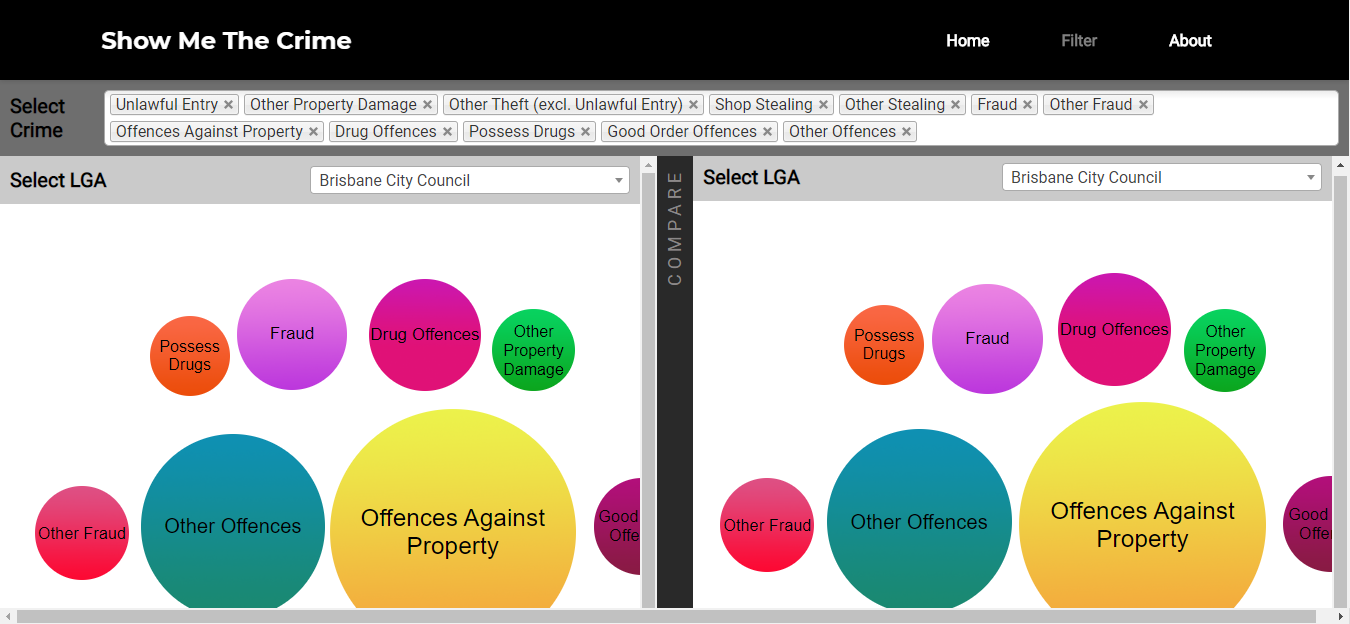 Show Me The Crime
Home
Filter
About
Select
Crime
Unlawful Entry ×
Other Property Damage ×
Other Theft (excl. Unlawful Entry) ×
Shop Stealing ×
Other Stealing ×
Fraud ×
Other Fraud ×
Offences Against Property ×
Drug Offences ×
Possess Drugs ×
Good Order Offences ×
Other Offences ×
Select LGA
Brisbane City Council
Possess
Drugs
Fraud
Drug Offences
Other
Property
Damage
Other Fraud
Other Offences
Offences Against
Property
Good
Offe
COMPARE
Select LGA
Brisbane City Council
Possess
Drugs
Fraud
Drug Offences
Other
Property
Damage
Other Fraud
Other Offences
Offences Against
Property
Good
Offe